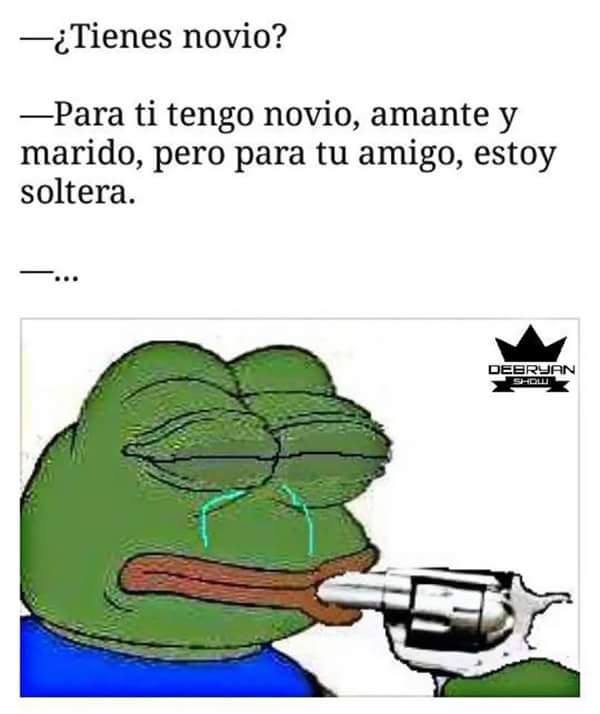 —¿Tienes novio?
—Para ti tengo novio, amante y
marido, pero para tu amigo, estoy
soltera.
—...
DEBRYAN
SHOW